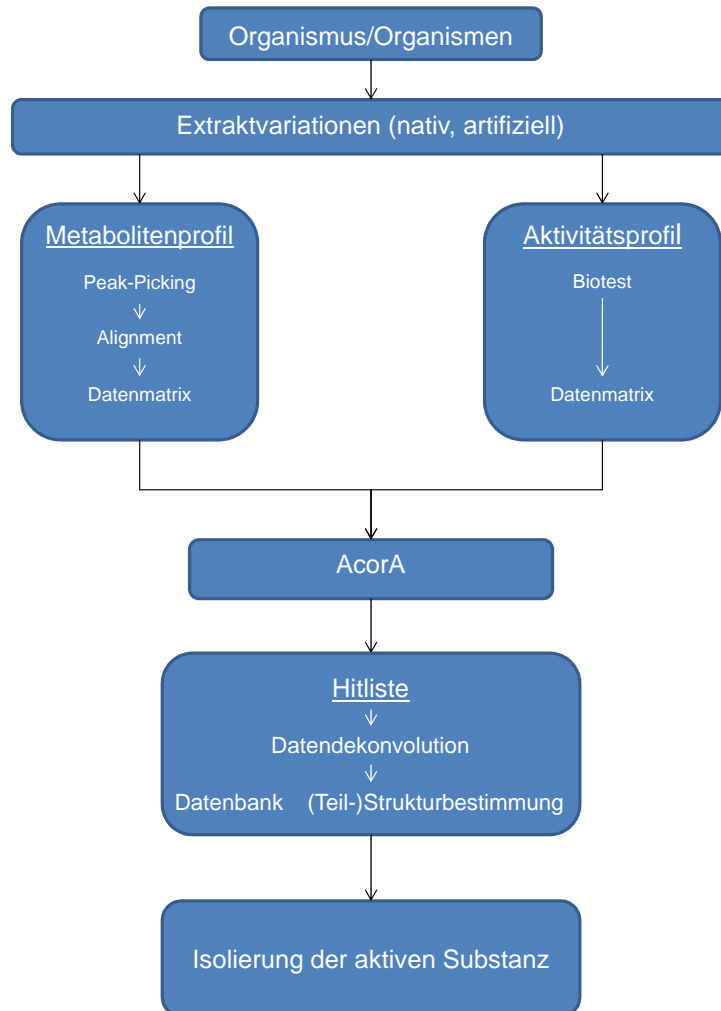 Organismus/Organismen
Extraktvariationen (nativ, artifiziell)
Metabolitenprofil
Peak-Picking
Alignment
Datenmatrix
Aktivitätsprofil
Biotest
Datenmatrix
AcorA
Hitliste
Datendekonvolution
Datenbank (Teil-)Strukturbestimmung
Isolierung der aktiven Substanz